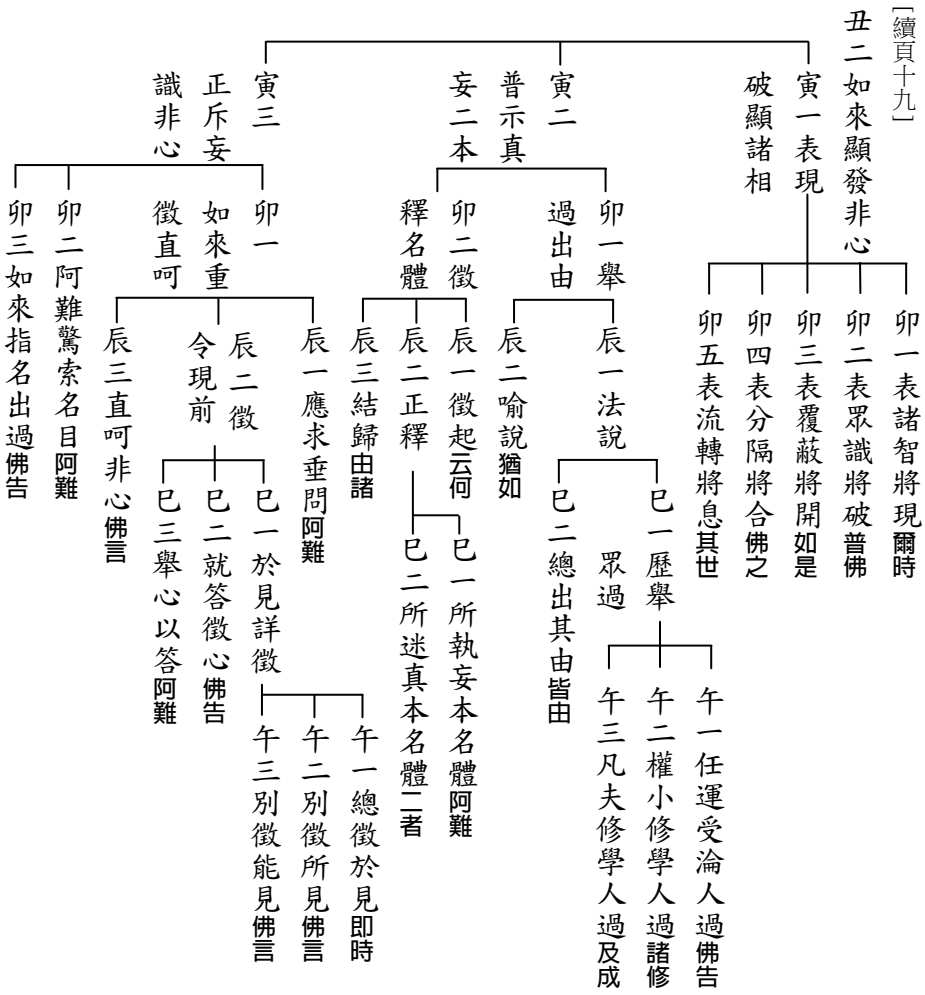 [續頁十九]
丑二如來顯發非心
寅一表現
破顯諸相
卯一表諸智將現爾時
卯二表眾識將破普佛
卯三表覆蔽將開如是
卯四表分隔將合佛之
卯五表流轉將息其世
寅二
普示真
妄二本
卯一舉
過出由
辰一法說
巳一歷舉
眾過
午一任運受淪人過佛告
午二權小修學人過諸修
午三凡夫修學人過及成
巳二總出其由皆由
辰二喻說猶如
卯二徵
釋名體
辰一徵起云何
辰二正釋
巳一所執妄本名體阿難
巳二所迷真本名體二者
辰三結歸由諸
寅三
正斥妄
識非心
卯一
如來重
徵直呵
辰一應求垂問阿難
辰二徵
令現前
巳一於見詳徵
午一總徵於見即時
午二別徵所見佛言
午三別徵能見佛言
巳二就答徵心佛告
巳三舉心以答阿難
辰三直呵非心佛言
卯二阿難驚索名目阿難
卯三如來指名出過佛告